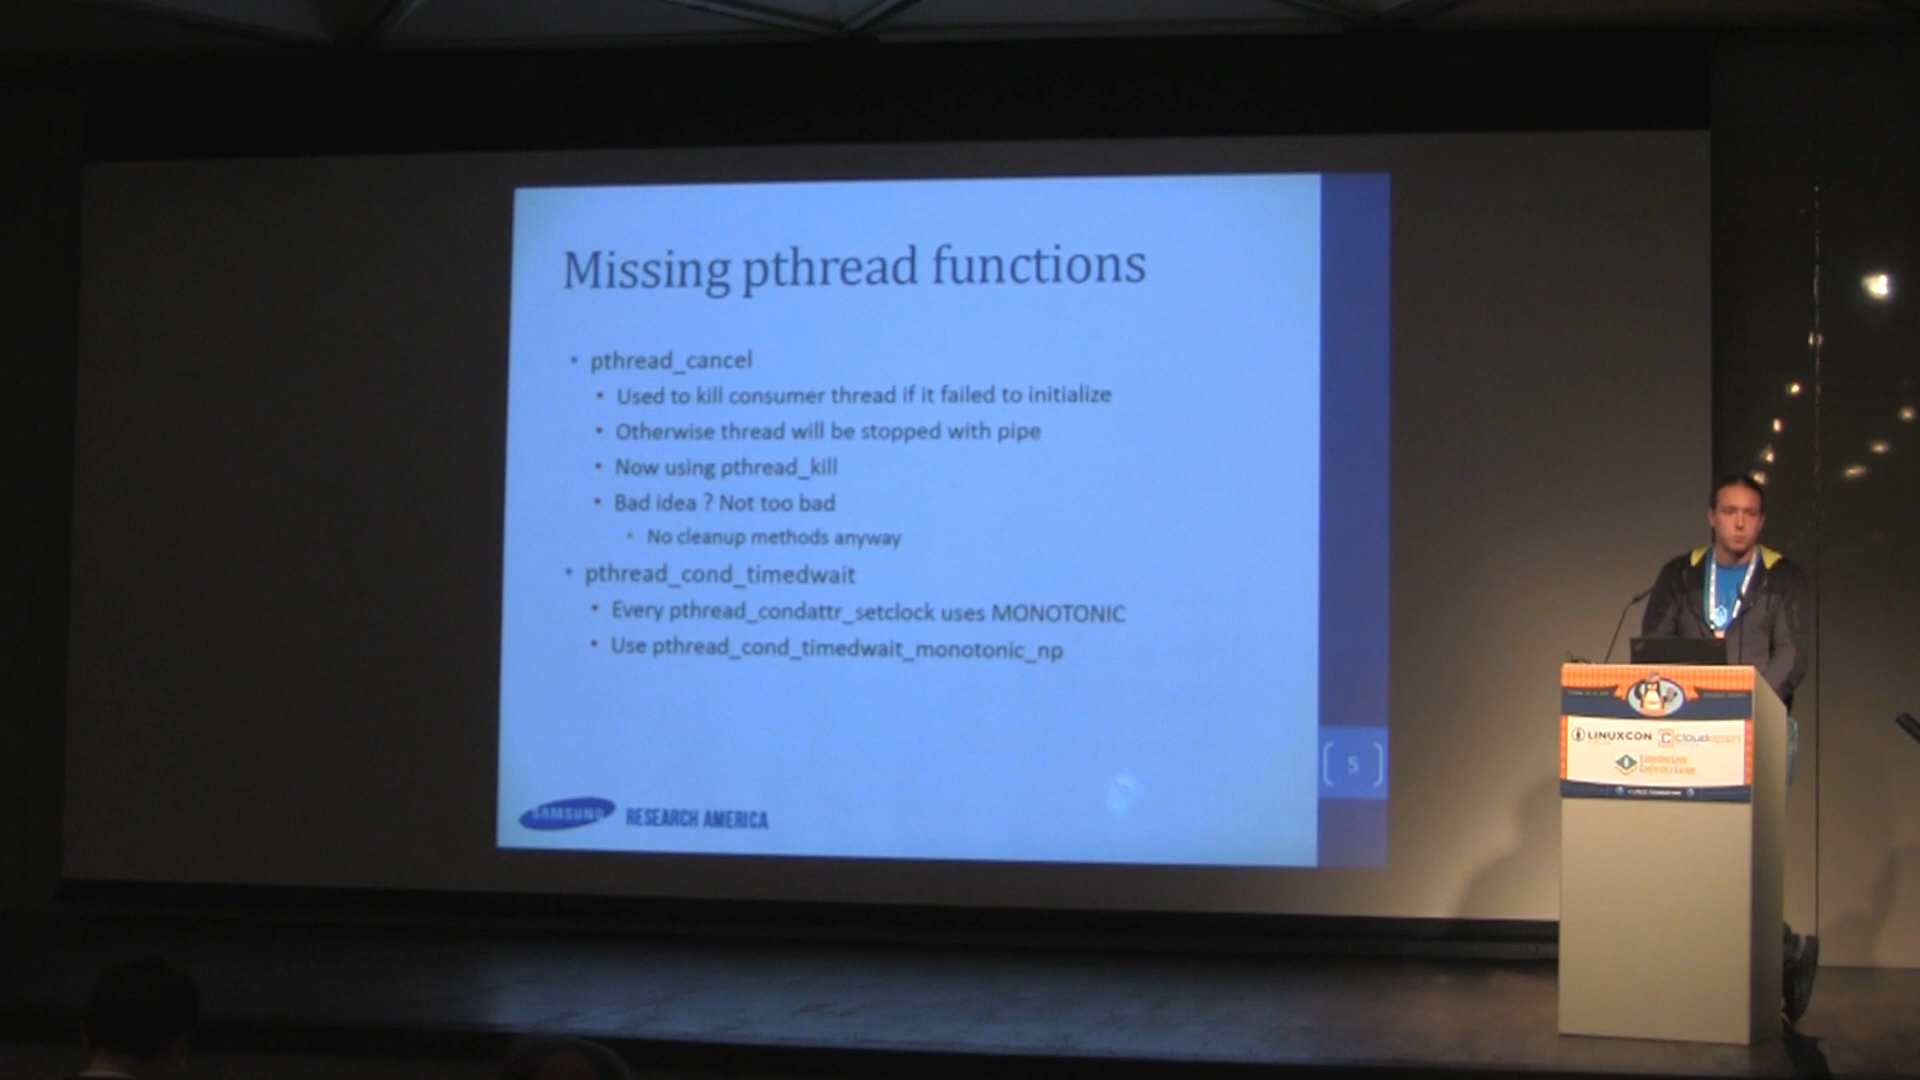 Missing pthread functions
• pthread_cancel
• Used to kill consumer thread if it failed to initialize
• Otherwise thread will be stopped with pipe
• Now using pthread_kill
• Bad idea ? Not too bad
• No cleanup methods anyway
• pthread_cond_timedwait
• Every pthread_condattr_setclock uses MONOTONIC
• Use pthread_cond_timedwait_monotonic_np
5
SAMSUNG RESEARCH AMERICA
LINUXCON cloudopen